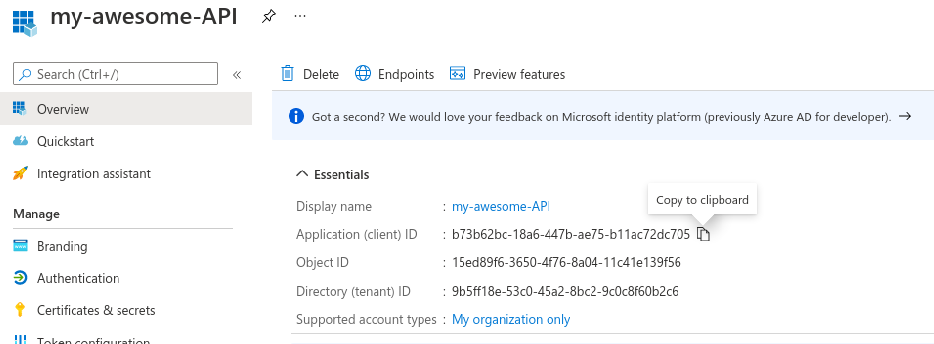 my-awesome-API
Search (Ctrl+/)
«
Overview
Quickstart
Integration assistant
Manage
Branding
Authentication
Certificates & secrets
Token configuration
Delete
Endpoints
Preview features
Got a second? We would love your feedback on Microsoft identity platform (previously Azure AD for developer). →
Essentials
Copy to clipboard
Display name : my-awesome-API
Application (client) ID : b73b62bc-18a6-447b-ae75-b11ac72dc705
Object ID : 15ed89f6-3650-4f76-8a04-11c41e139f56
Directory (tenant) ID : 9b5ff18e-53c0-45a2-8bc2-9c0c8f60b2c6
Supported account types : My organization only